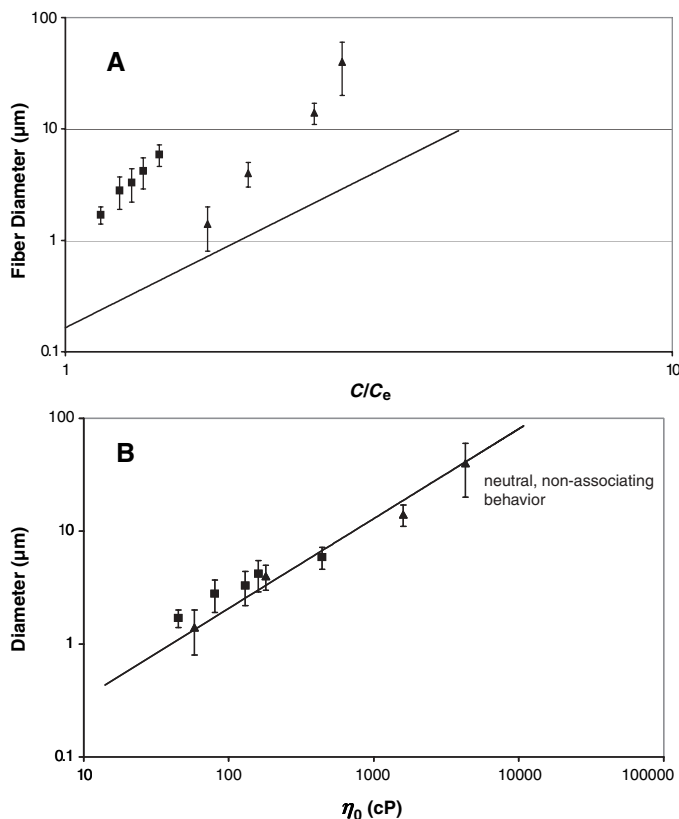 100
A
10
Fiber Diameter (µm)
1
0.1
1
10
C/Ce
100
B
neutral, non-associating
behavior
10
Diameter (µm)
1
0.1
10
100
1000
10000
100000
η0 (cP)